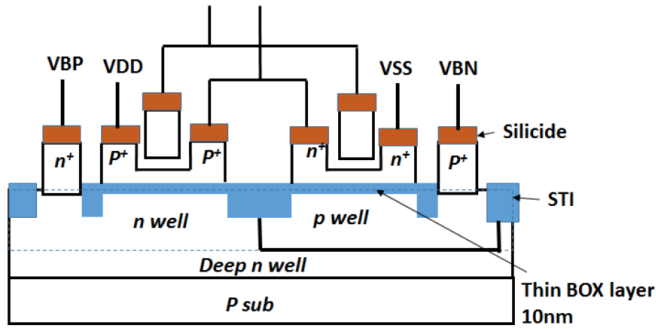 VBP
VDD
VSS
VBN
Silicide
n+
P+
P+
n+
n+
P+
STI
n well
p well
Deep n well
Thin BOX layer
10nm
P sub